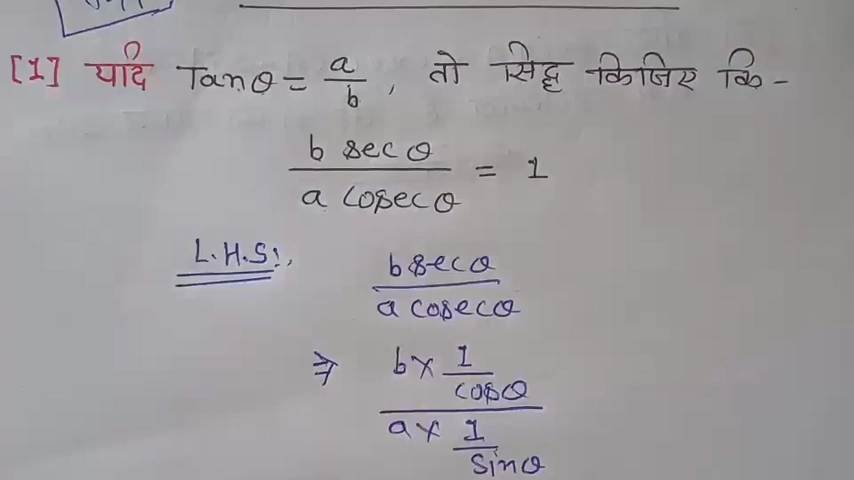 [1] यदि Tanθ = a/b, तो सिद्ध किजिए कि -
b secθ / a cosecθ = 1
L.H.S!,
b secθ / a cosecθ
⇒ b × 1/cosθ / a × 1/sinθ